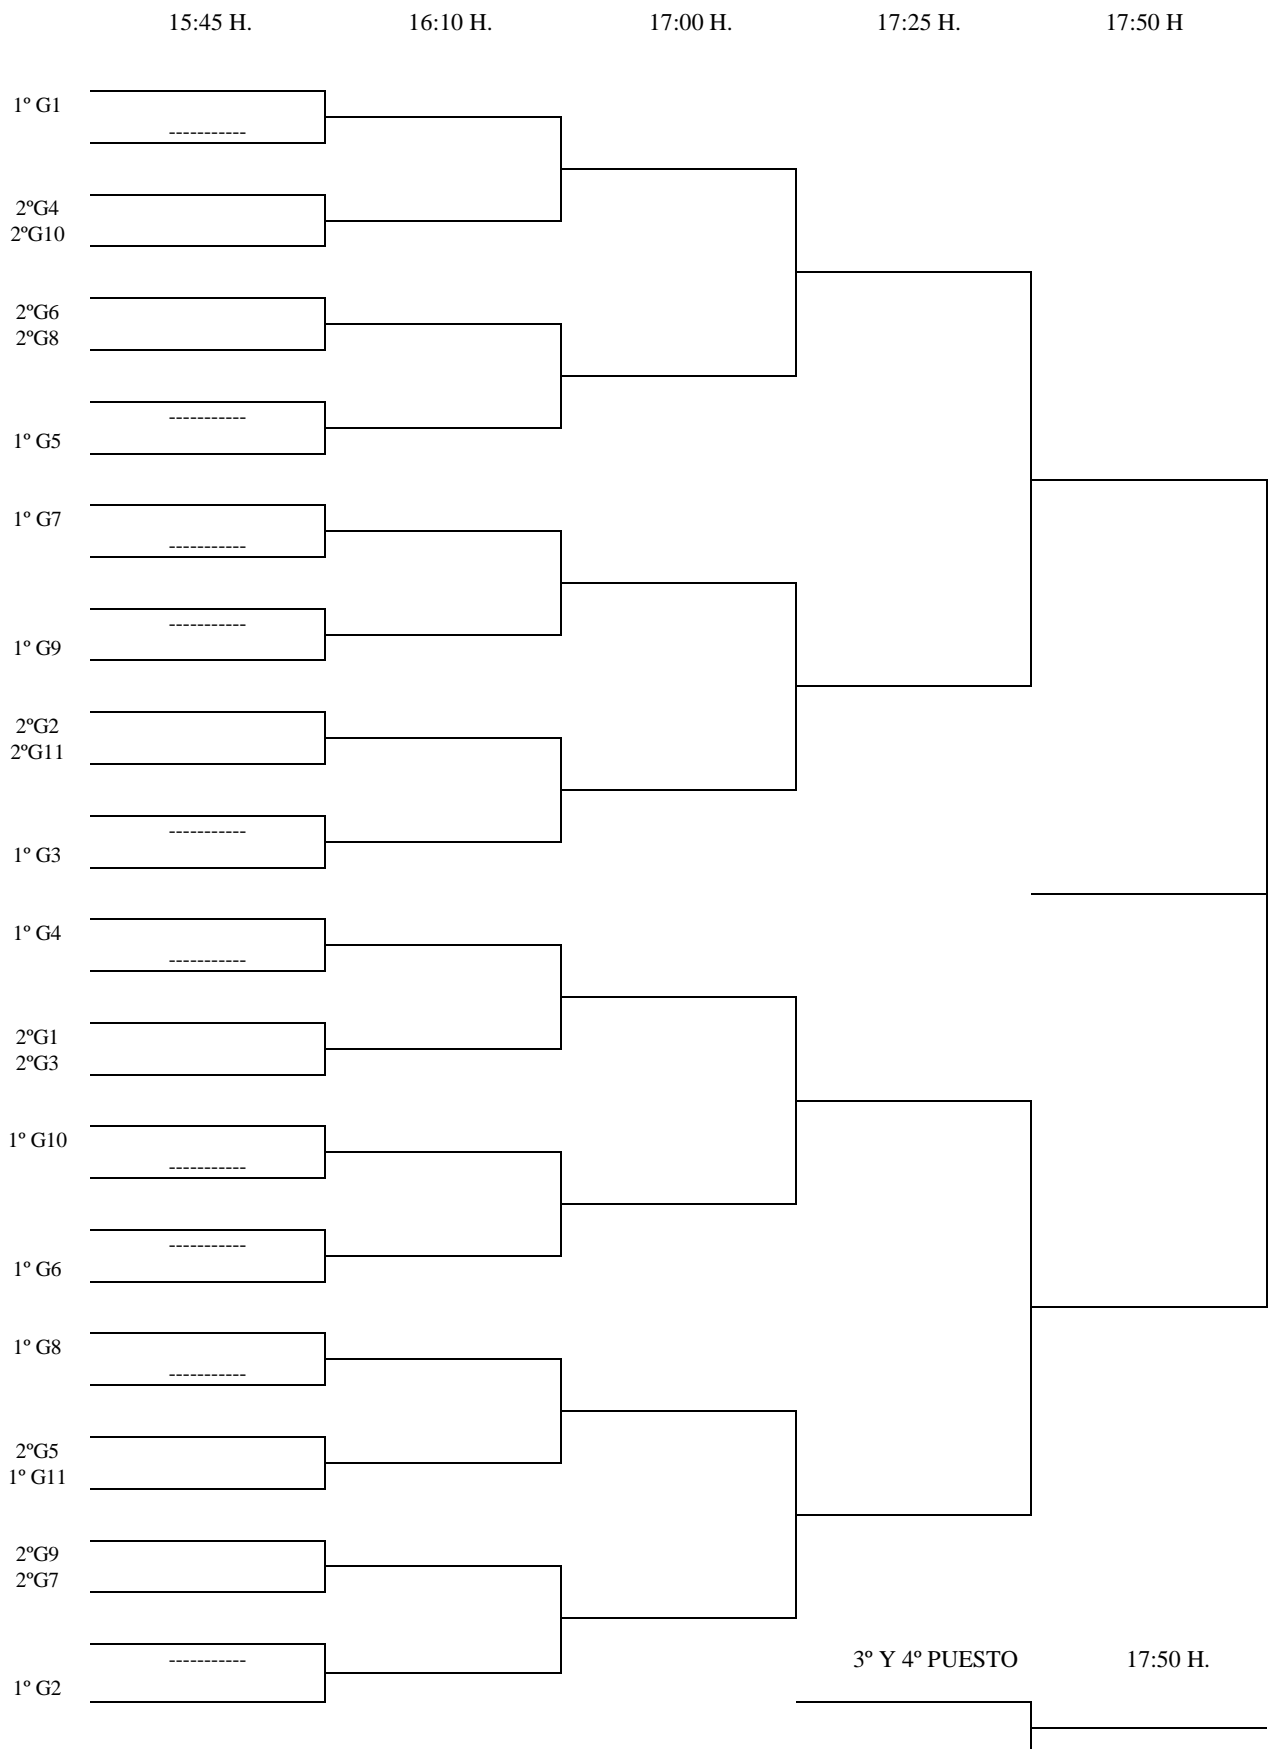 15:45 H. 16:10 H. 17:00 H. 17:25 H. 17:50 H
1º G1
-----------
2ºG4
2ºG10
2ºG6
2ºG8
-----------
1º G5
1º G7
-----------
-----------
1º G9
2ºG2
2ºG11
-----------
1º G3
1º G4
-----------
2ºG1
2ºG3
1º G10
-----------
-----------
1º G6
1º G8
-----------
2ºG5
1º G11
2ºG9
2ºG7
-----------
3º Y 4º PUESTO 17:50 H.
1º G2